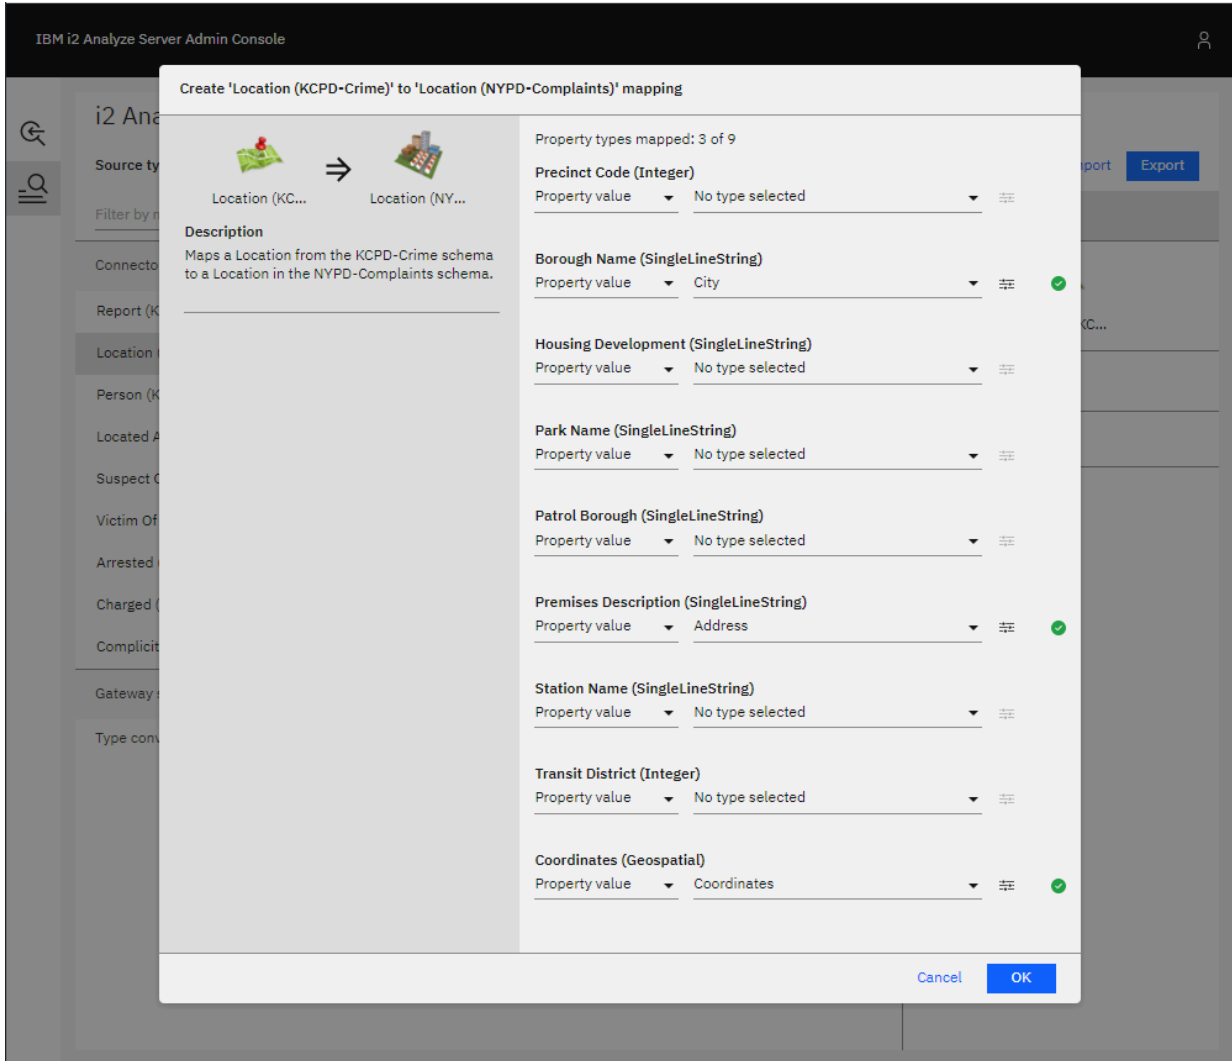 IBM i2 Analyze Server Admin Console
Create 'Location (KCPD-Crime)' to 'Location (NYPD-Complaints)' mapping
i2 Ana
Source ty
Filter by
Connecto
Report (K
Location
Person (K
Located A
Suspect
Victim Of
Arrested
Charged (
Complicit
Gateway
Type conv
Location (KC...
Location (NY...
Description
Maps a Location from the KCPD-Crime schema
to a Location in the NYPD-Complaints schema.
Property types mapped: 3 of 9
Precinct Code (Integer)
Property value No type selected
Borough Name (SingleLineString)
Property value City
Housing Development (SingleLineString)
Property value No type selected
Park Name (SingleLineString)
Property value No type selected
Patrol Borough (SingleLineString)
Property value No type selected
Premises Description (SingleLineString)
Property value Address
Station Name (SingleLineString)
Property value No type selected
Transit District (Integer)
Property value No type selected
Coordinates (Geospatial)
Property value Coordinates
Cancel OK
port Export
KC...